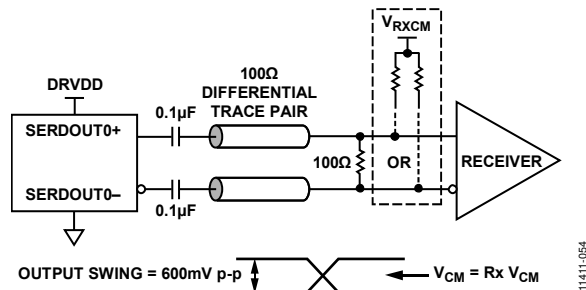 V_RXCM
DRVDD
100Ω
DIFFERENTIAL
TRACE PAIR
0.1µF
SERDOUT0+
100Ω
OR
RECEIVER
SERDOUT0–
0.1µF
OUTPUT SWING = 600mV p-p
V_CM = Rx V_CM
11411-054